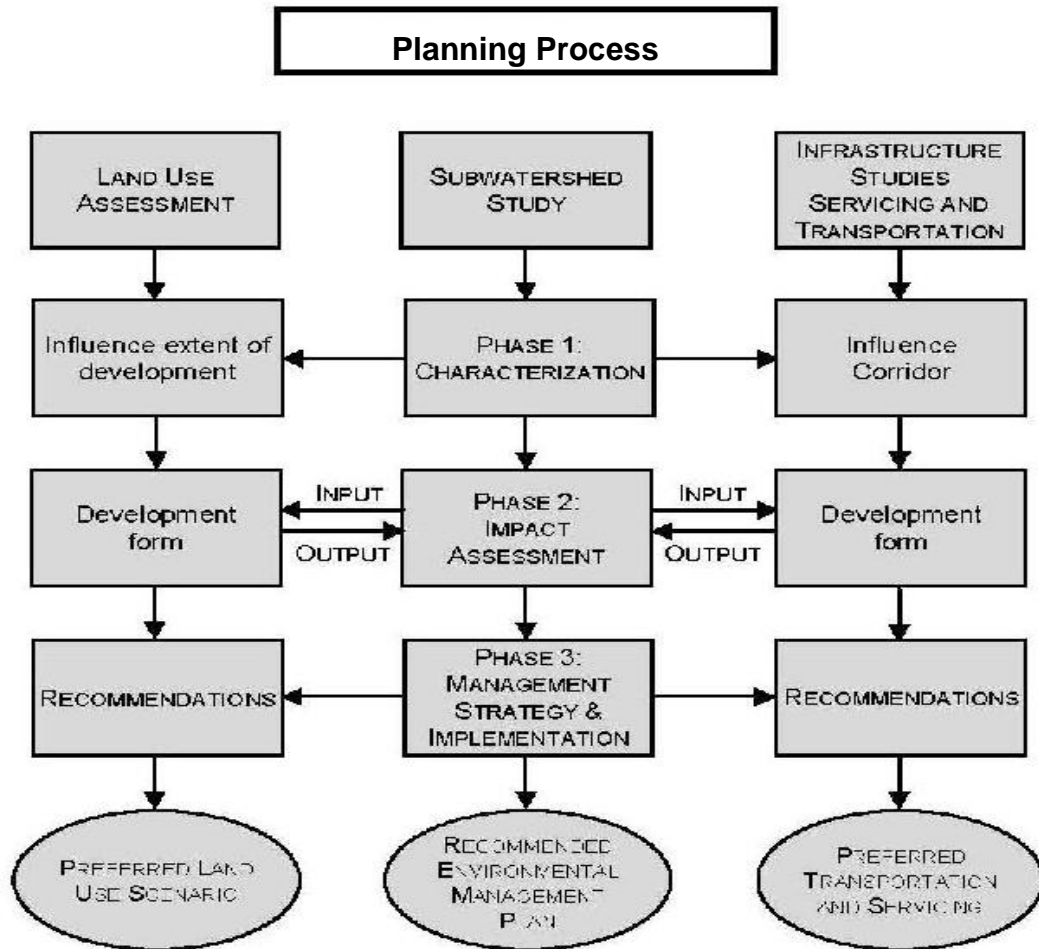 Planning Process
LAND USE
ASSESSMENT
SUBWATERSHED
STUDY
INFRASTRUCTURE
STUDIES
SERVICING AND
TRANSPORTATION
Influence extent of
development
PHASE 1:
CHARACTERIZATION
Influence
Corridor
Development
form
INPUT
OUTPUT
PHASE 2:
IMPACT
ASSESSMENT
INPUT
OUTPUT
Development
form
RECOMMENDATIONS
PHASE 3:
MANAGEMENT
STRATEGY &
IMPLEMENTATION
RECOMMENDATIONS
PREFERRED LAND
USE SCENARIO
RECOMMENDED
ENVIRONMENTAL
MANAGEMENT
PLAN
PREFERRED
TRANSPORTATION
AND SERVICING